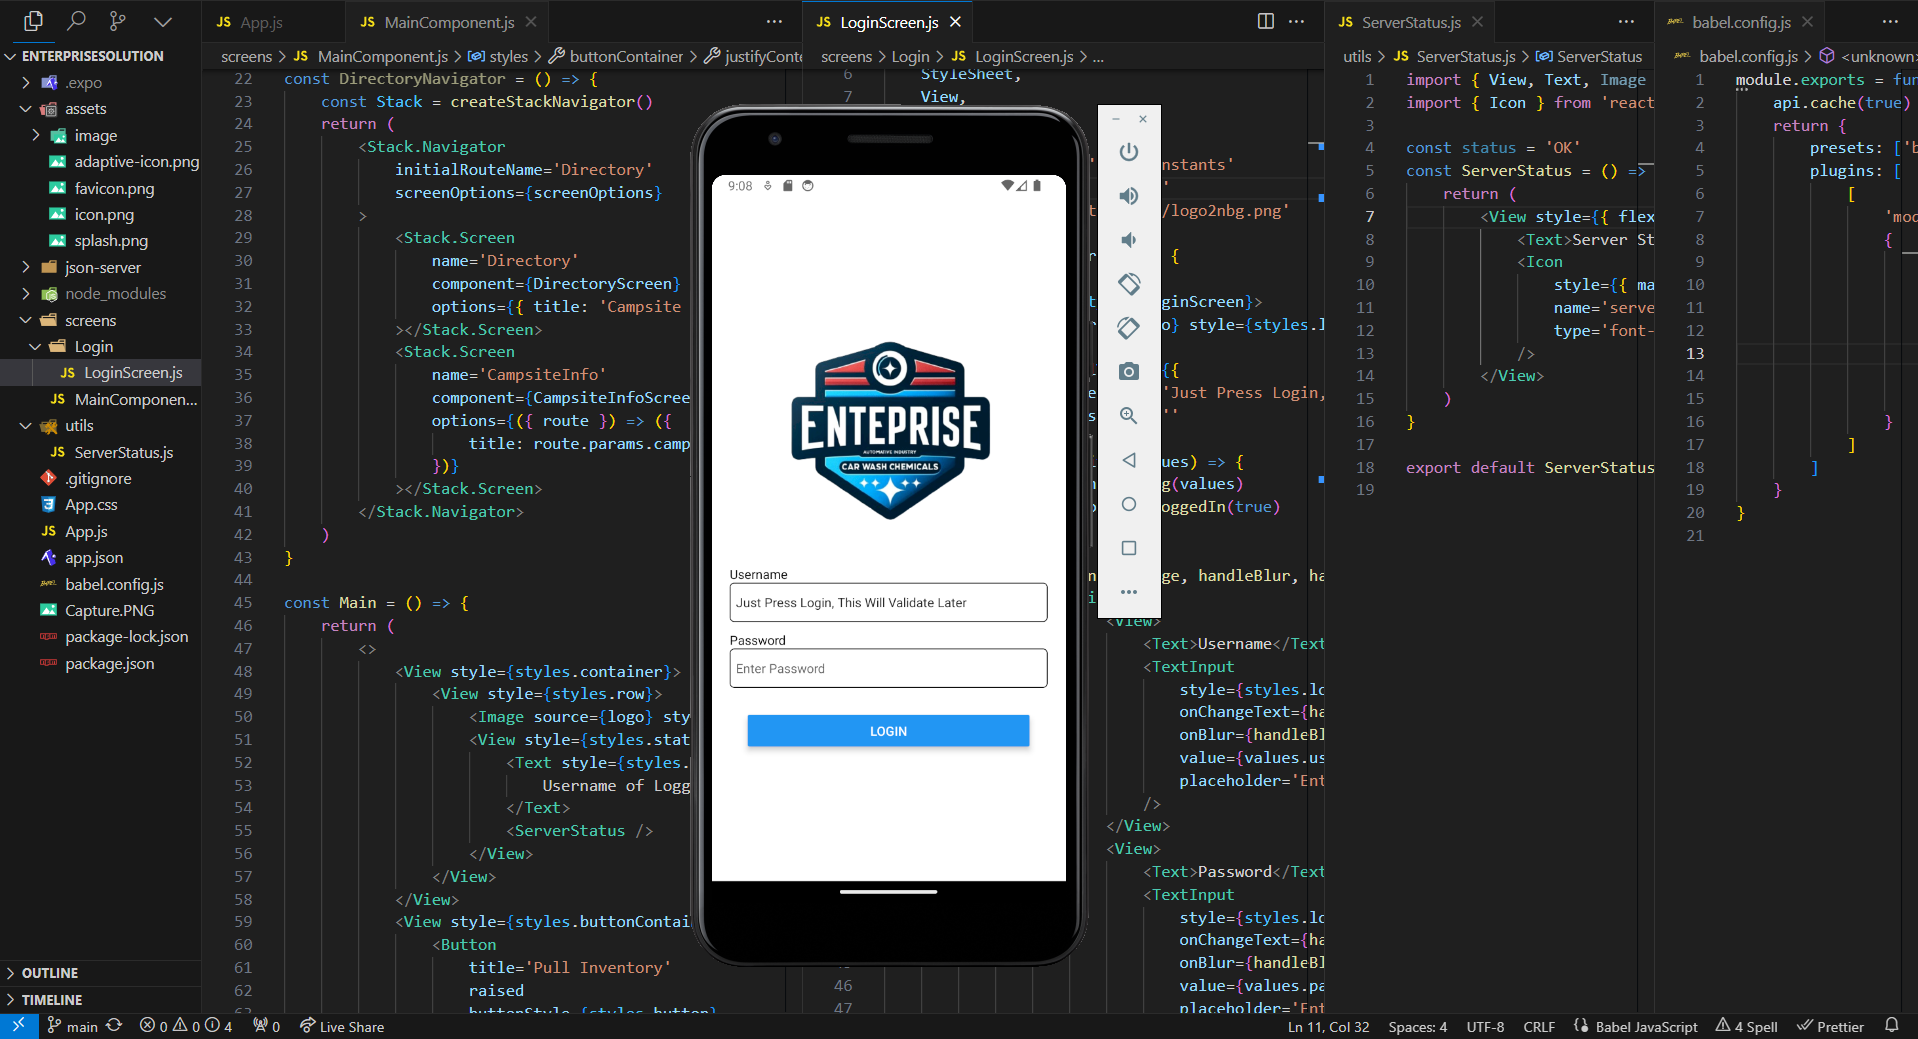 ENTERPRISESOLUTION
.expo
assets
image
adaptive-icon.png
favicon.png
icon.png
splash.png
json-server
node_modules
screens
Login
JS LoginScreen.js
JS MainComponen...
utils
JS ServerStatus.js
.gitignore
App.css
JS App.js
app.json
babel.config.js
Capture.PNG
package-lock.json
package.json
OUTLINE
TIMELINE
JS App.js
JS MainComponent.js
screens > JS MainComponent.js > styles > buttonContainer > justifyConte
22 const DirectoryNavigator = () => {
23 const Stack = createStackNavigator()
24 return (
25 <Stack.Navigator
26 initialRouteName='Directory'
27 screenOptions={screenOptions}
28 >
29 <Stack.Screen
30 name='Directory'
31 component={DirectoryScreen}
32 options={{ title: 'Campsite
33 ></Stack.Screen>
34 <Stack.Screen
35 name='CampsiteInfo'
36 component={CampsiteInfoScree
37 options={({ route }) => ({
38 title: route.params.camp
39 })}
40 ></Stack.Screen>
41 </Stack.Navigator>
42 )
43 }
44
45 const Main = () => {
46 return (
47 <>
48 <View style={styles.container}>
49 <View style={styles.row}>
50 <Image source={logo} sty
51 <View style={styles.stat
52 <Text style={styles.
53 Username of Logg
54 </Text>
55 <ServerStatus />
56 </View>
57 </View>
58 </View>
59 <View style={styles.buttonContai
60 <Button
61 title='Pull Inventory'
62 raised
buttonStyle={styles.button}
JS LoginScreen.js
screens > Login > JS LoginScreen.js > ...
6 StyleSheet,
7 View,
nstants'
'
/logo2nbg.png'
{
ginScreen}>
o} style={styles.l
{{
'Just Press Login,
''
ues) => {
g(values)
oggedIn(true)
ge, handleBlur, ha
<View>
<Text>Username</Text
<TextInput
style={styles.lo
onChangeText={ha
onBlur={handleBl
value={values.us
placeholder='Ent
/>
</View>
<View>
<Text>Password</Text
<TextInput
style={styles.lo
onChangeText={ha
onBlur={handleBl
46 value={values.pa
47 placeholder='Ent
9:08
ENTEPRISE
AUTOMATIVE INDUSTRY
CAR WASH CHEMICALS
Username
Just Press Login, This Will Validate Later
Password
Enter Password
LOGIN
JS ServerStatus.js
utils > JS ServerStatus.js > ServerStatus
1 import { View, Text, Image
2 import { Icon } from 'react
3
4 const status = 'OK'
5 const ServerStatus = () =>
6 return (
7 <View style={{ flex
8 <Text>Server St
9 <Icon
10 style={{ ma
11 name='serve
12 type='font-
13 />
14 </View>
15 )
16 }
17
18 export default ServerStatus
19
babel.config.js
babel.config.js > <unknown>
1 module.exports = fun
2 api.cache(true)
3 return {
4 presets: ['b
5 plugins: [
6 [
7 'mod
8 {
9
10
11
12
13
14
15
16 }
17 ]
18 ]
19 }
20 }
21
main
0 0 4
0
Live Share
Ln 11, Col 32
Spaces: 4
UTF-8
CRLF
Babel JavaScript
4 Spell
Prettier